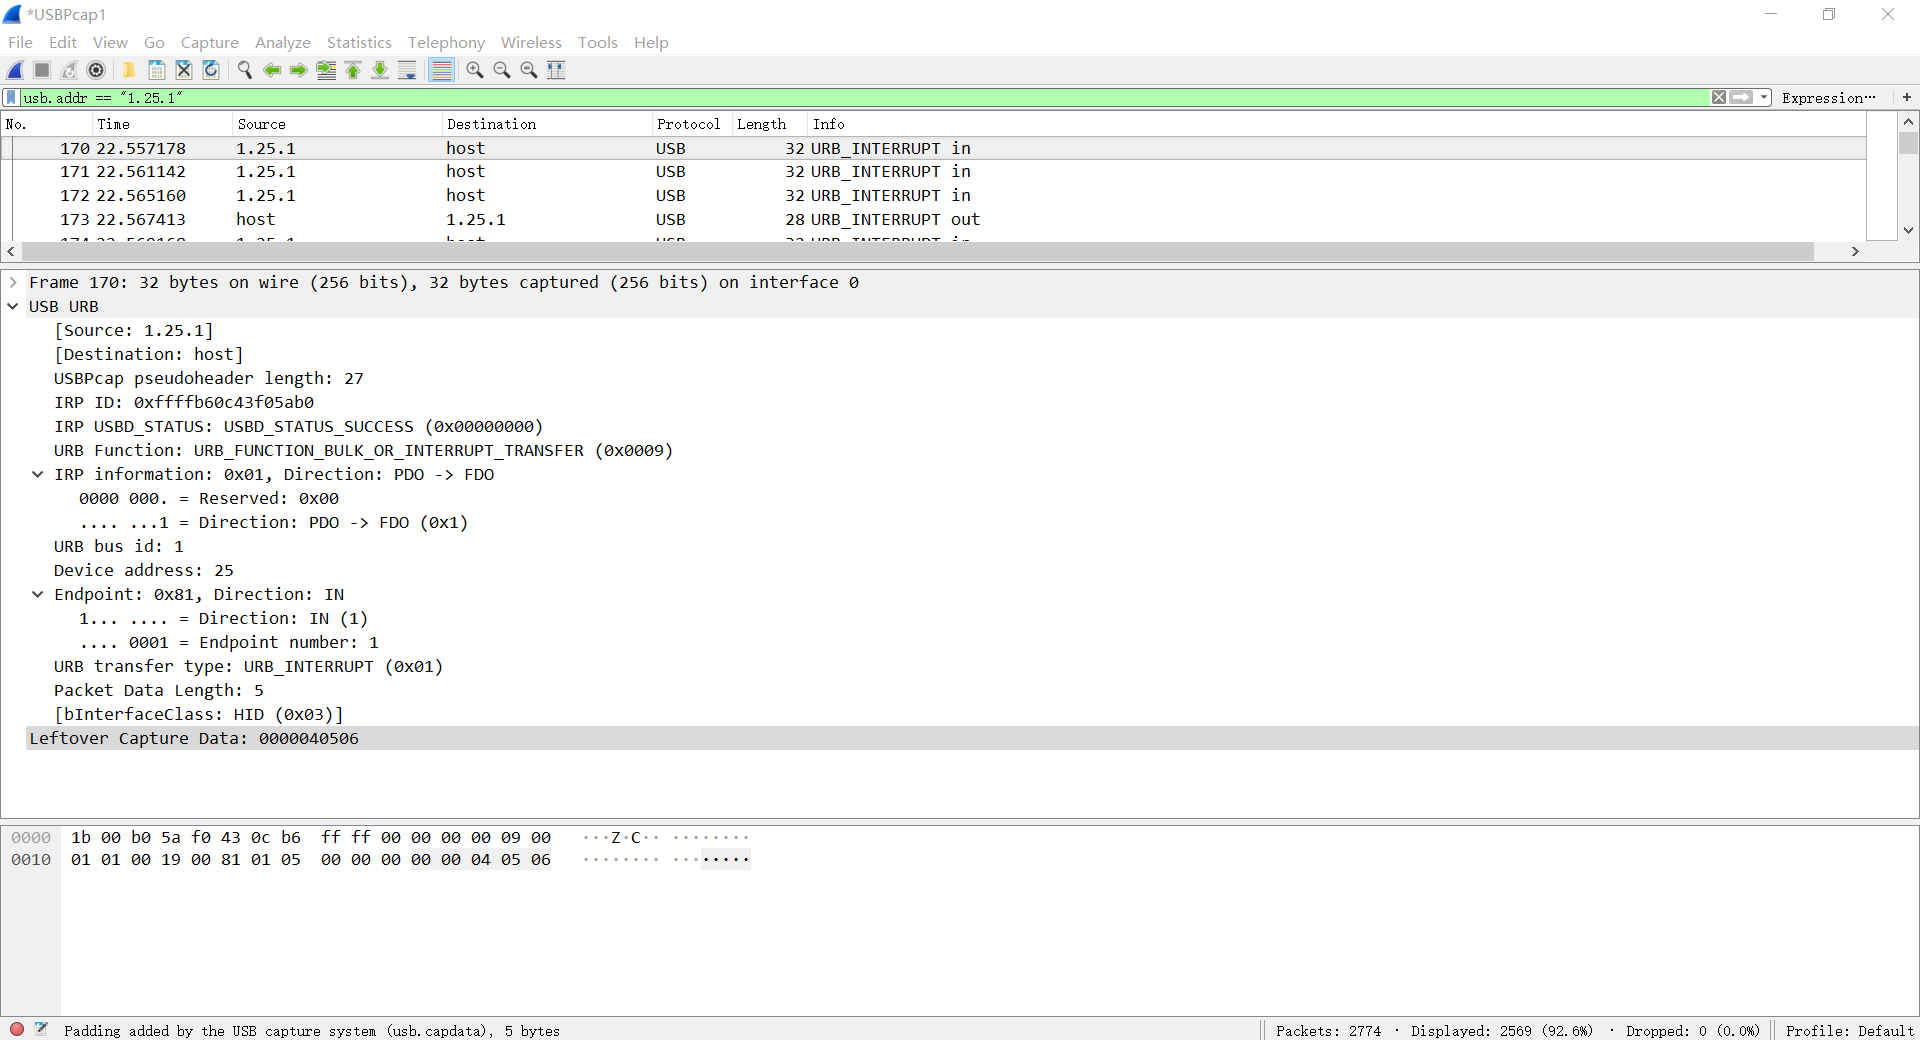 *USBPcap1
File Edit View Go Capture Analyze Statistics Telephony Wireless Tools Help
usb.addr == "1.25.1" Expression… +
No. Time Source Destination Protocol Length Info
170 22.557178 1.25.1 host USB 32 URB_INTERRUPT in
171 22.561142 1.25.1 host USB 32 URB_INTERRUPT in
172 22.565160 1.25.1 host USB 32 URB_INTERRUPT in
173 22.567413 host 1.25.1 USB 28 URB_INTERRUPT out
Frame 170: 32 bytes on wire (256 bits), 32 bytes captured (256 bits) on interface 0
USB URB
[Source: 1.25.1]
[Destination: host]
USBPcap pseudoheader length: 27
IRP ID: 0xffffb60c43f05ab0
IRP USBD_STATUS: USBD_STATUS_SUCCESS (0x00000000)
URB Function: URB_FUNCTION_BULK_OR_INTERRUPT_TRANSFER (0x0009)
IRP information: 0x01, Direction: PDO -> FDO
0000 000. = Reserved: 0x00
.... ...1 = Direction: PDO -> FDO (0x1)
URB bus id: 1
Device address: 25
Endpoint: 0x81, Direction: IN
1... .... = Direction: IN (1)
.... 0001 = Endpoint number: 1
URB transfer type: URB_INTERRUPT (0x01)
Packet Data Length: 5
[bInterfaceClass: HID (0x03)]
Leftover Capture Data: 0000040506
0000 1b 00 b0 5a f0 43 0c b6 ff ff 00 00 00 00 09 00 ···Z·C·· ········
0010 01 01 00 19 00 81 01 05 00 00 00 00 00 04 05 06 ········ ········
Padding added by the USB capture system (usb.capdata), 5 bytes Packets: 2774 · Displayed: 2569 (92.6%) · Dropped: 0 (0.0%) Profile: Default